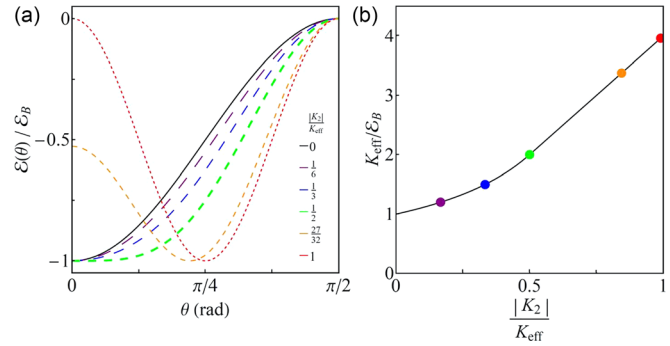 (a)
0
−0.5
−1
ℰ(θ) / ℰ_B
|K₂|
K_eff
0
1/6
1/3
1/2
27/32
1
0
π/4
π/2
θ (rad)
(b)
4
3
2
1
0
K_eff/ℰ_B
0
0.5
1
|K₂|
K_eff